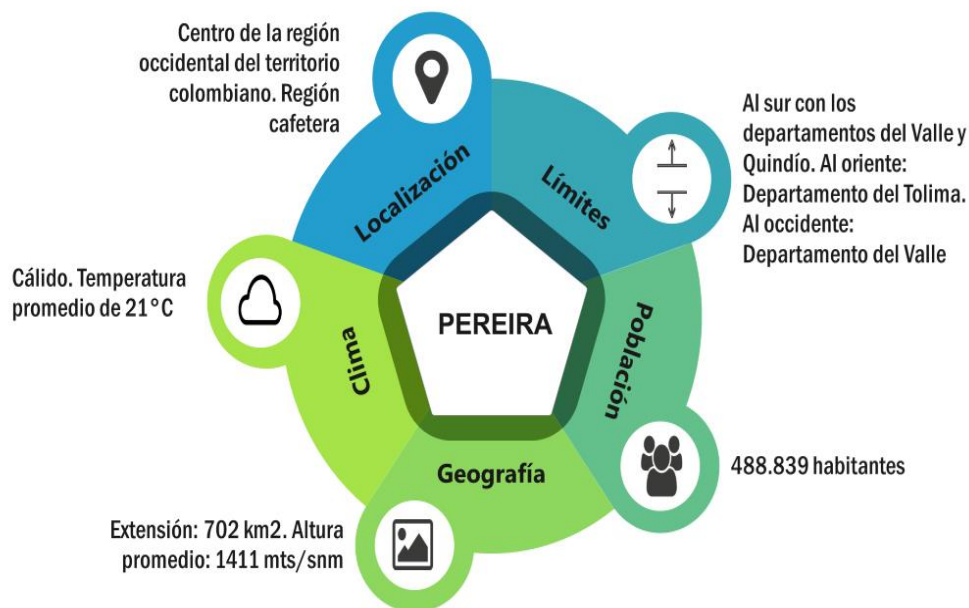 Centro de la región
occidental del territorio
colombiano. Región
cafetera
Localización
Al sur con los
departamentos del Valle y
Quindío. Al oriente:
Departamento del Tolima.
Al occidente:
Departamento del Valle
Límites
Cálido. Temperatura
promedio de 21°C
Clima
PEREIRA
Población
488.839 habitantes
Geografía
Extensión: 702 km2. Altura
promedio: 1411 mts/snm